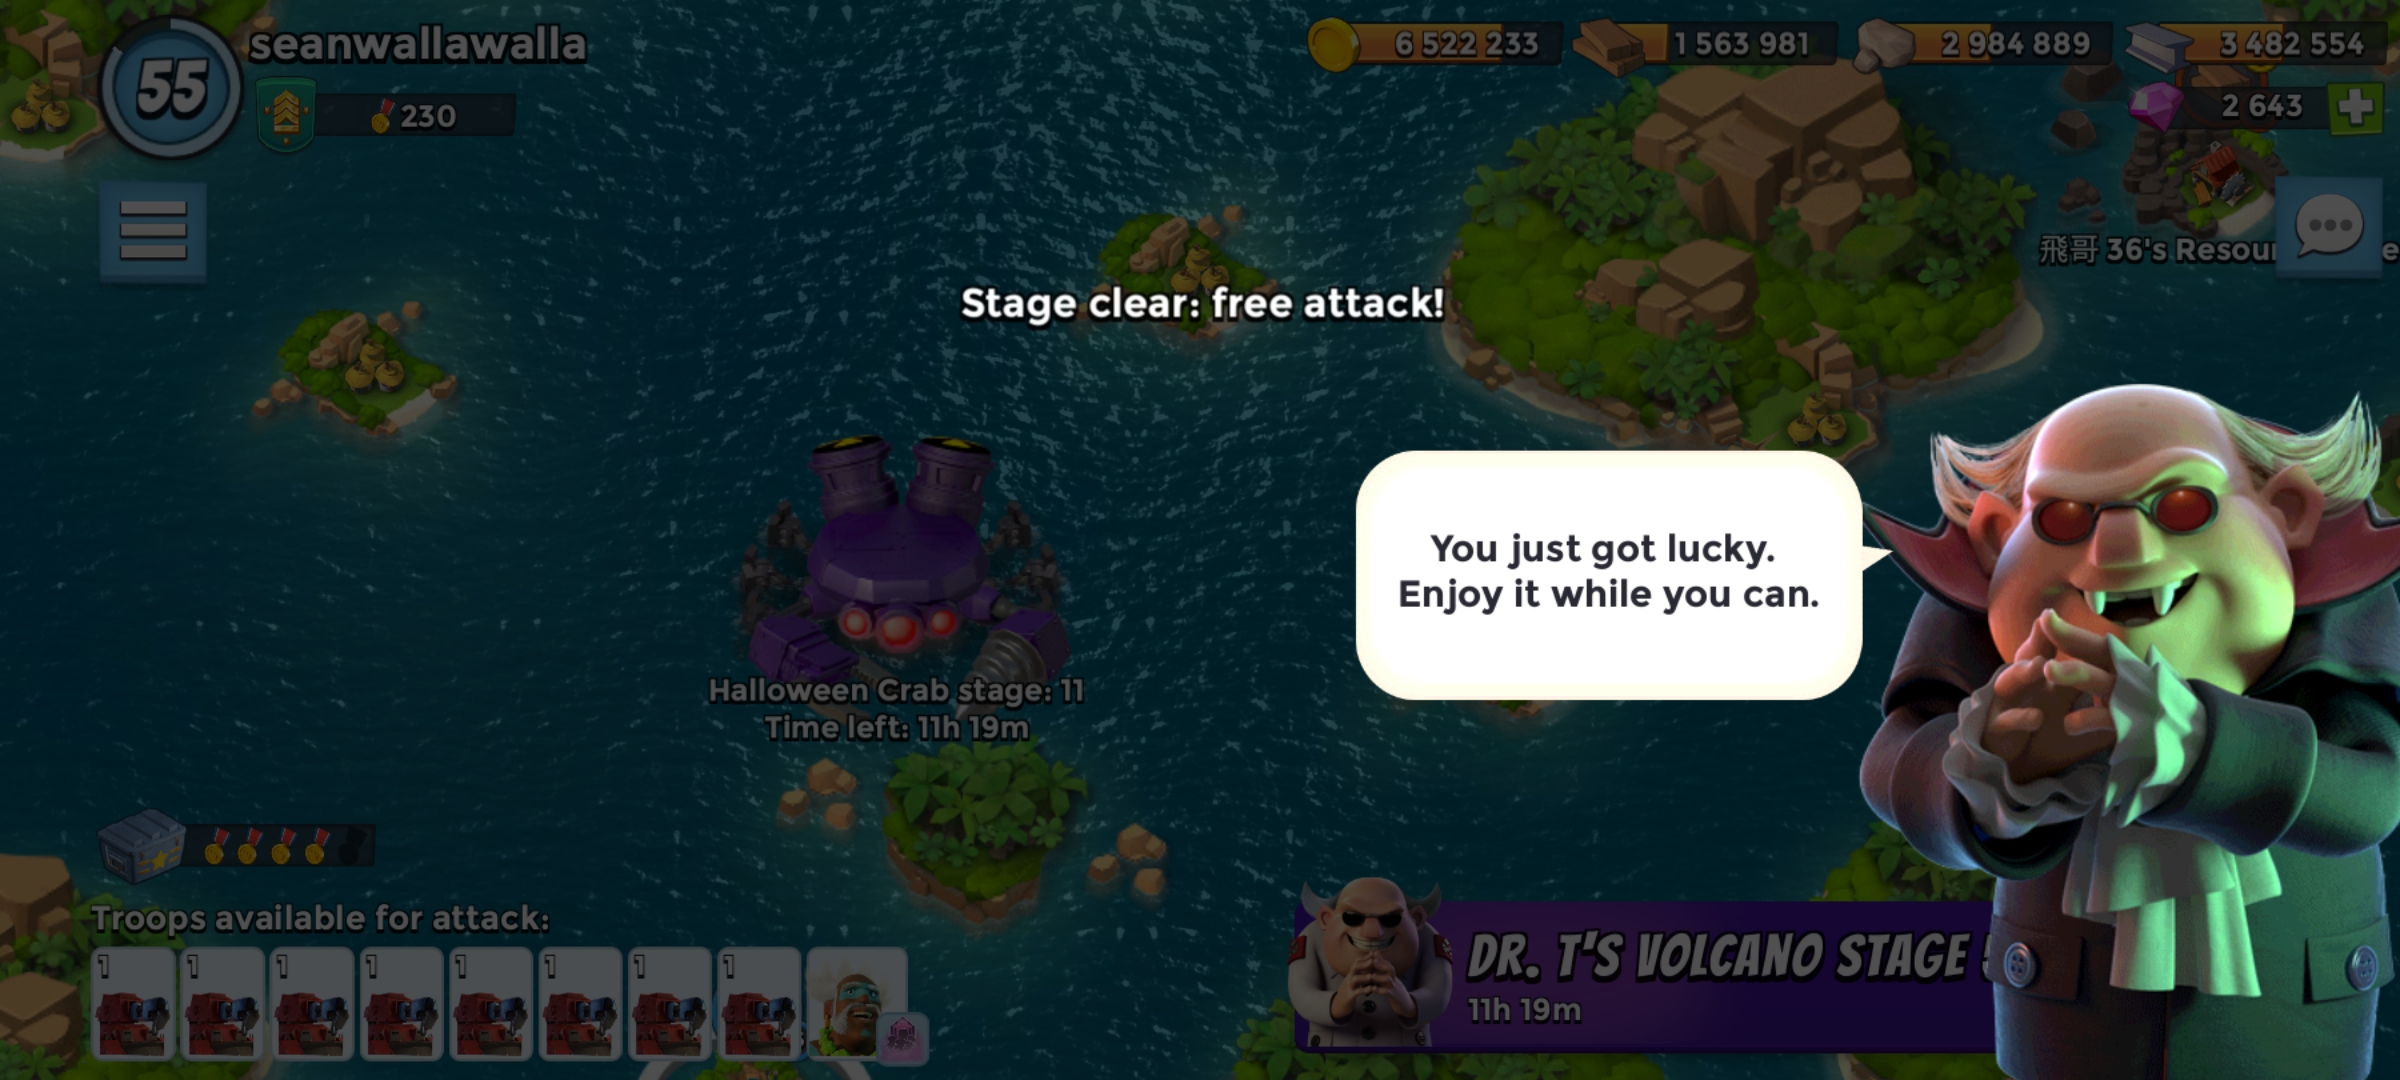 55
seanwallawalla
230
6 522 233
1 563 981
2 984 889
3 482 554
2 643
飛哥 36's Resou
Stage clear: free attack!
You just got lucky.
Enjoy it while you can.
Halloween Crab stage: 11
Time left: 11h 19m
Troops available for attack:
1 1 1 1 1 1 1 1
DR. T'S VOLCANO STAGE
11h 19m